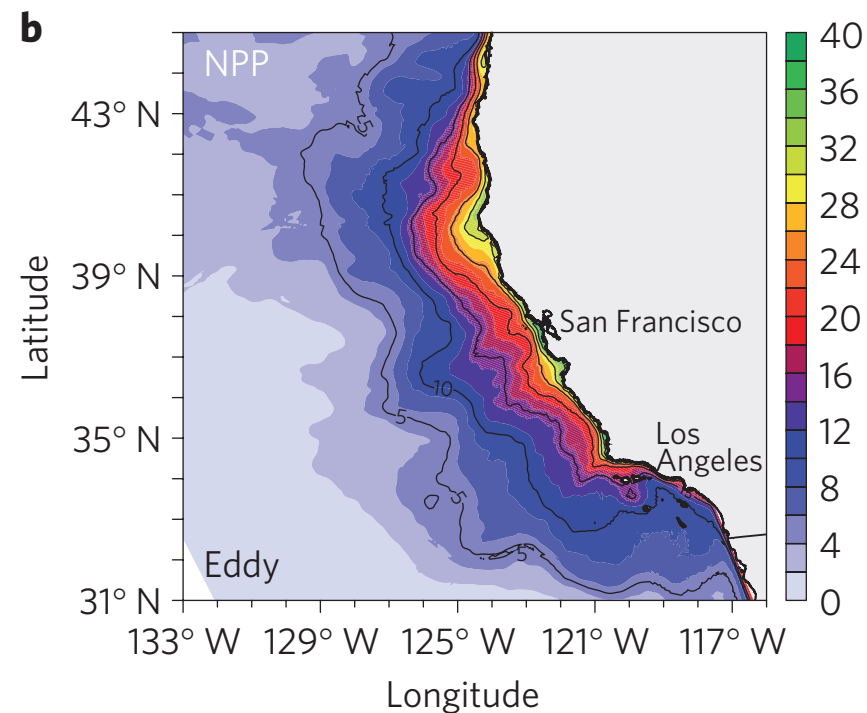 b
NPP
43° N
39° N
35° N
31° N
Latitude
San Francisco
Los
Angeles
10
5
5
5
5
Eddy
133° W 129° W 125° W 121° W 117° W
Longitude
40
36
32
28
24
20
16
12
8
4
0